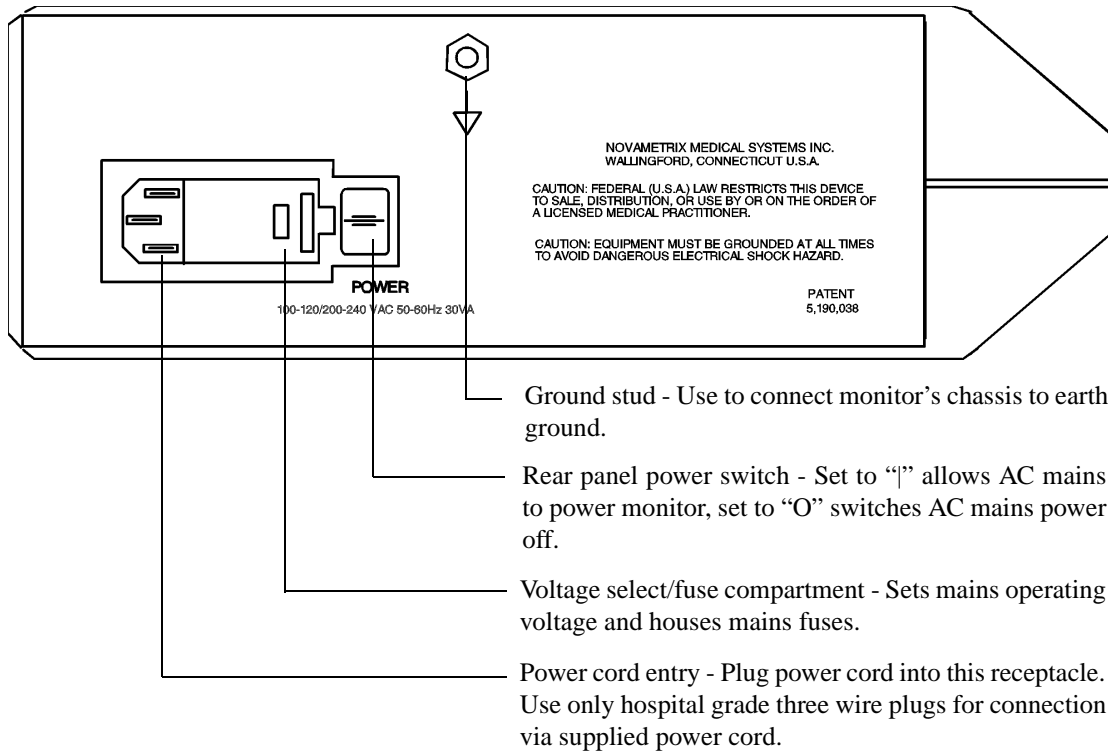 NOVAMETRIX MEDICAL SYSTEMS INC.
WALLINGFORD, CONNECTICUT U.S.A.
CAUTION: FEDERAL (U.S.A.) LAW RESTRICTS THIS DEVICE
TO SALE, DISTRIBUTION, OR USE BY OR ON THE ORDER OF
A LICENSED MEDICAL PRACTITIONER.
CAUTION: EQUIPMENT MUST BE GROUNDED AT ALL TIMES
TO AVOID DANGEROUS ELECTRICAL SHOCK HAZARD.
POWER
100-120/200-240 VAC 50-60Hz 30VA
PATENT
5,190,038
Ground stud - Use to connect monitor’s chassis to earth
ground.
Rear panel power switch - Set to “|” allows AC mains
to power monitor, set to “O” switches AC mains power
off.
Voltage select/fuse compartment - Sets mains operating
voltage and houses mains fuses.
Power cord entry - Plug power cord into this receptacle.
Use only hospital grade three wire plugs for connection
via supplied power cord.